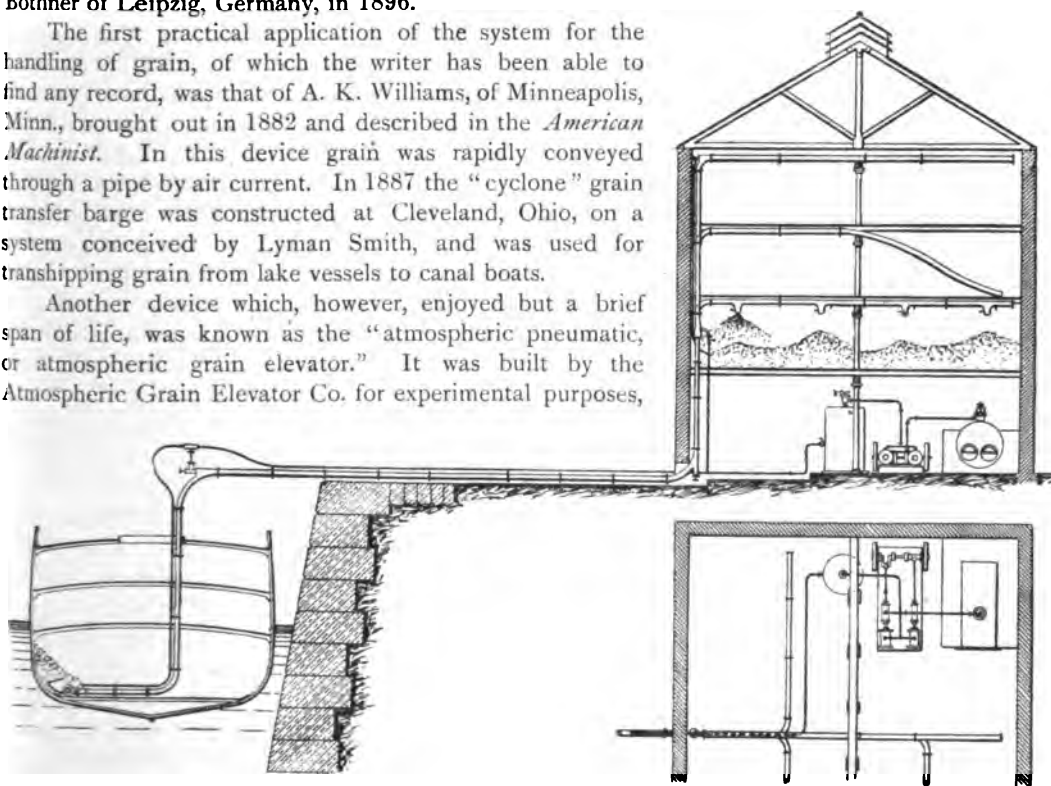 Bothner of Leipzig, Germany, in 1896.
The first practical application of the system for the
handling of grain, of which the writer has been able to
find any record, was that of A. K. Williams, of Minneapolis,
Minn., brought out in 1882 and described in the American
Machinist. In this device grain was rapidly conveyed
through a pipe by air current. In 1887 the “cyclone” grain
transfer barge was constructed at Cleveland, Ohio, on a
system conceived by Lyman Smith, and was used for
transhipping grain from lake vessels to canal boats.
Another device which, however, enjoyed but a brief
span of life, was known as the “atmospheric pneumatic,
or atmospheric grain elevator.” It was built by the
Atmospheric Grain Elevator Co. for experimental purposes,